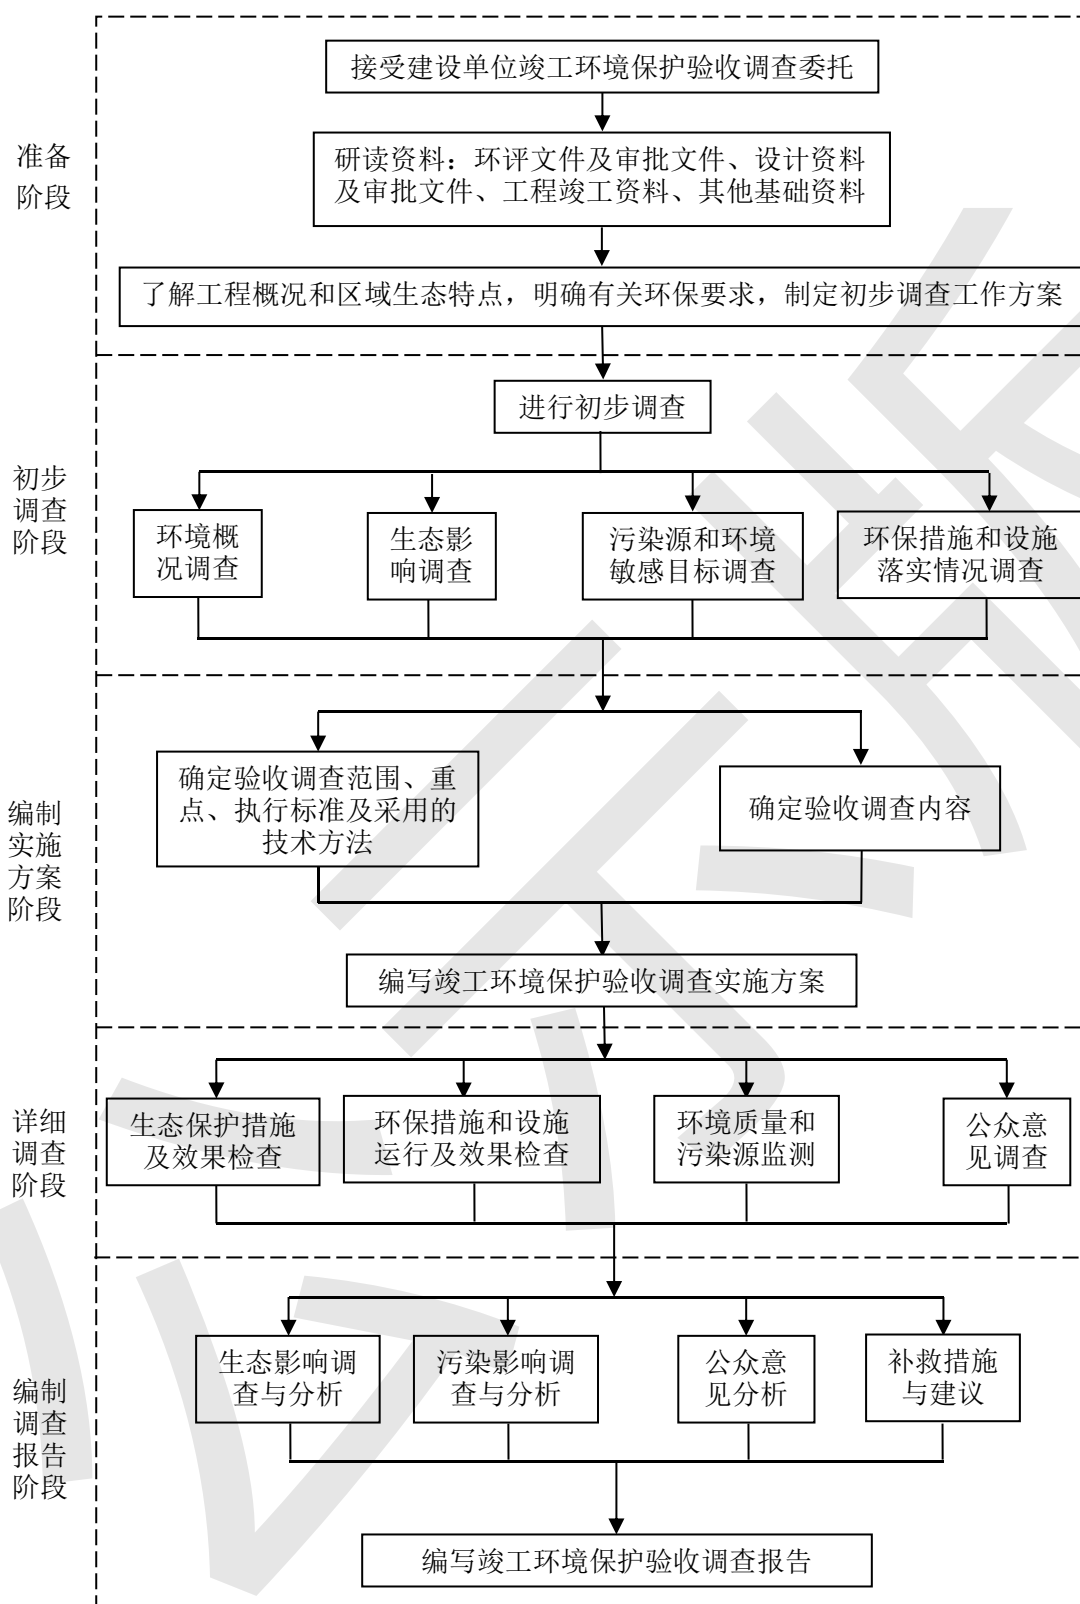 接受建设单位竣工环境保护验收调查委托
准备
阶段
研读资料：环评文件及审批文件、设计资料
及审批文件、工程竣工资料、其他基础资料
了解工程概况和区域生态特点，明确有关环保要求，制定初步调查工作方案
进行初步调查
初步
调查
阶段
环境概
况调查
生态影
响调查
污染源和环境
敏感目标调查
环保措施和设施
落实情况调查
编制
实施
方案
阶段
确定验收调查范围、重
点、执行标准及采用的
技术方法
确定验收调查内容
编写竣工环境保护验收调查实施方案
详细
调查
阶段
生态保护措施
及效果检查
环保措施和设施
运行及效果检查
环境质量和
污染源监测
公众意
见调查
编制
调查
报告
阶段
生态影响调
查与分析
污染影响调
查与分析
公众意
见分析
补救措施
与建议
编写竣工环境保护验收调查报告
公示版